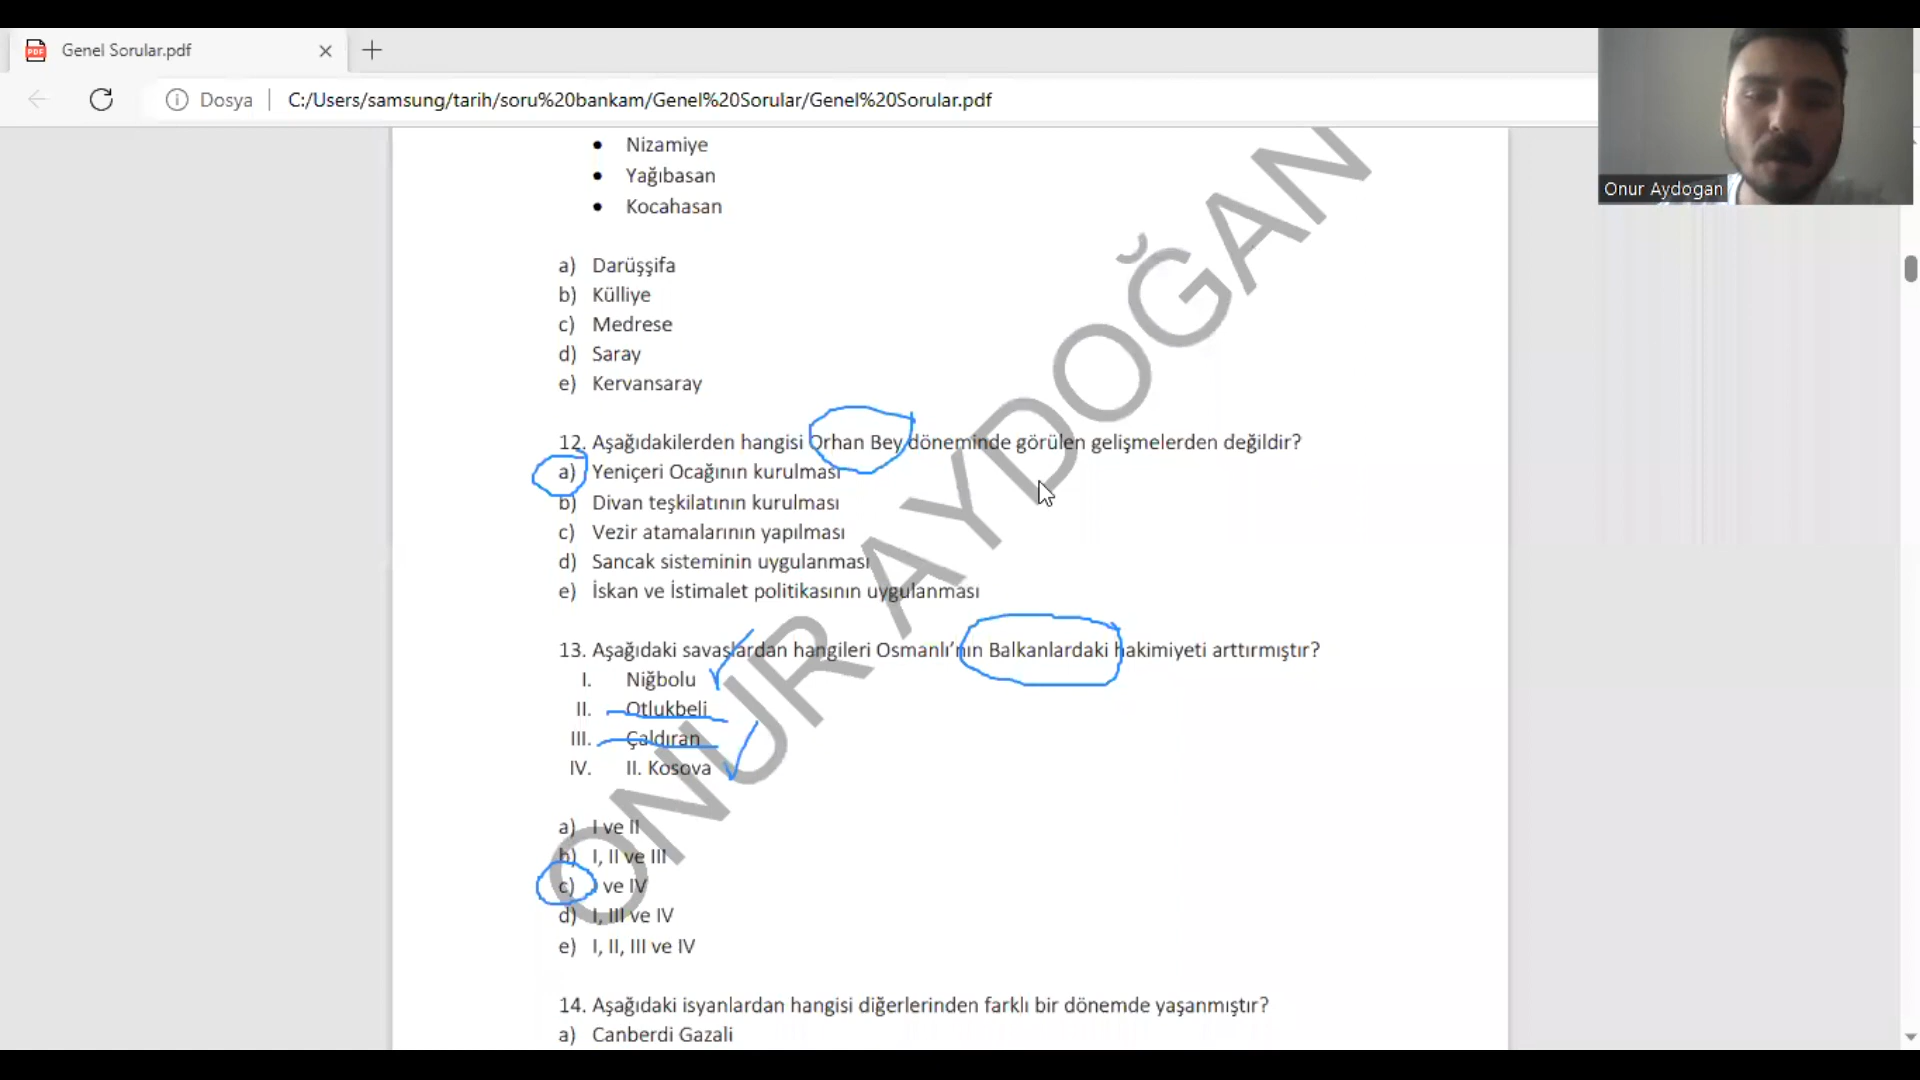 Genel Sorular.pdf
Dosya
C:/Users/samsung/tarih/soru%20bankam/Genel%20Sorular/Genel%20Sorular.pdf
Onur Aydogan
• Nizamiye
• Yağıbasan
• Kocahasan
a) Darüşşifa
b) Külliye
c) Medrese
d) Saray
e) Kervansaray
12. Aşağıdakilerden hangisi Orhan Bey döneminde görülen gelişmelerden değildir?
a) Yeniçeri Ocağının kurulması
b) Divan teşkilatının kurulması
c) Vezir atamalarının yapılması
d) Sancak sisteminin uygulanması
e) İskan ve İstimalet politikasının uygulanması
13. Aşağıdaki savaşlardan hangileri Osmanlı’nın Balkanlardaki hakimiyeti arttırmıştır?
I. Niğbolu
II. Otlukbeli
III. Çaldıran
IV. II. Kosova
a) I ve II
b) I, II ve III
c) I ve IV
d) I, III ve IV
e) I, II, III ve IV
14. Aşağıdaki isyanlardan hangisi diğerlerinden farklı bir dönemde yaşanmıştır?
a) Canberdi Gazali
ONUR AYDOĞAN
PDF